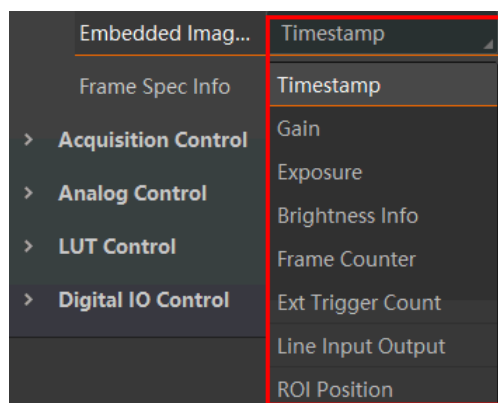 Embedded Imag... Timestamp
Frame Spec Info Timestamp
Gain
> Acquisition Control
Exposure
> Analog Control
Brightness Info
> LUT Control
Frame Counter
> Digital IO Control Ext Trigger Count
Line Input Output
ROI Position